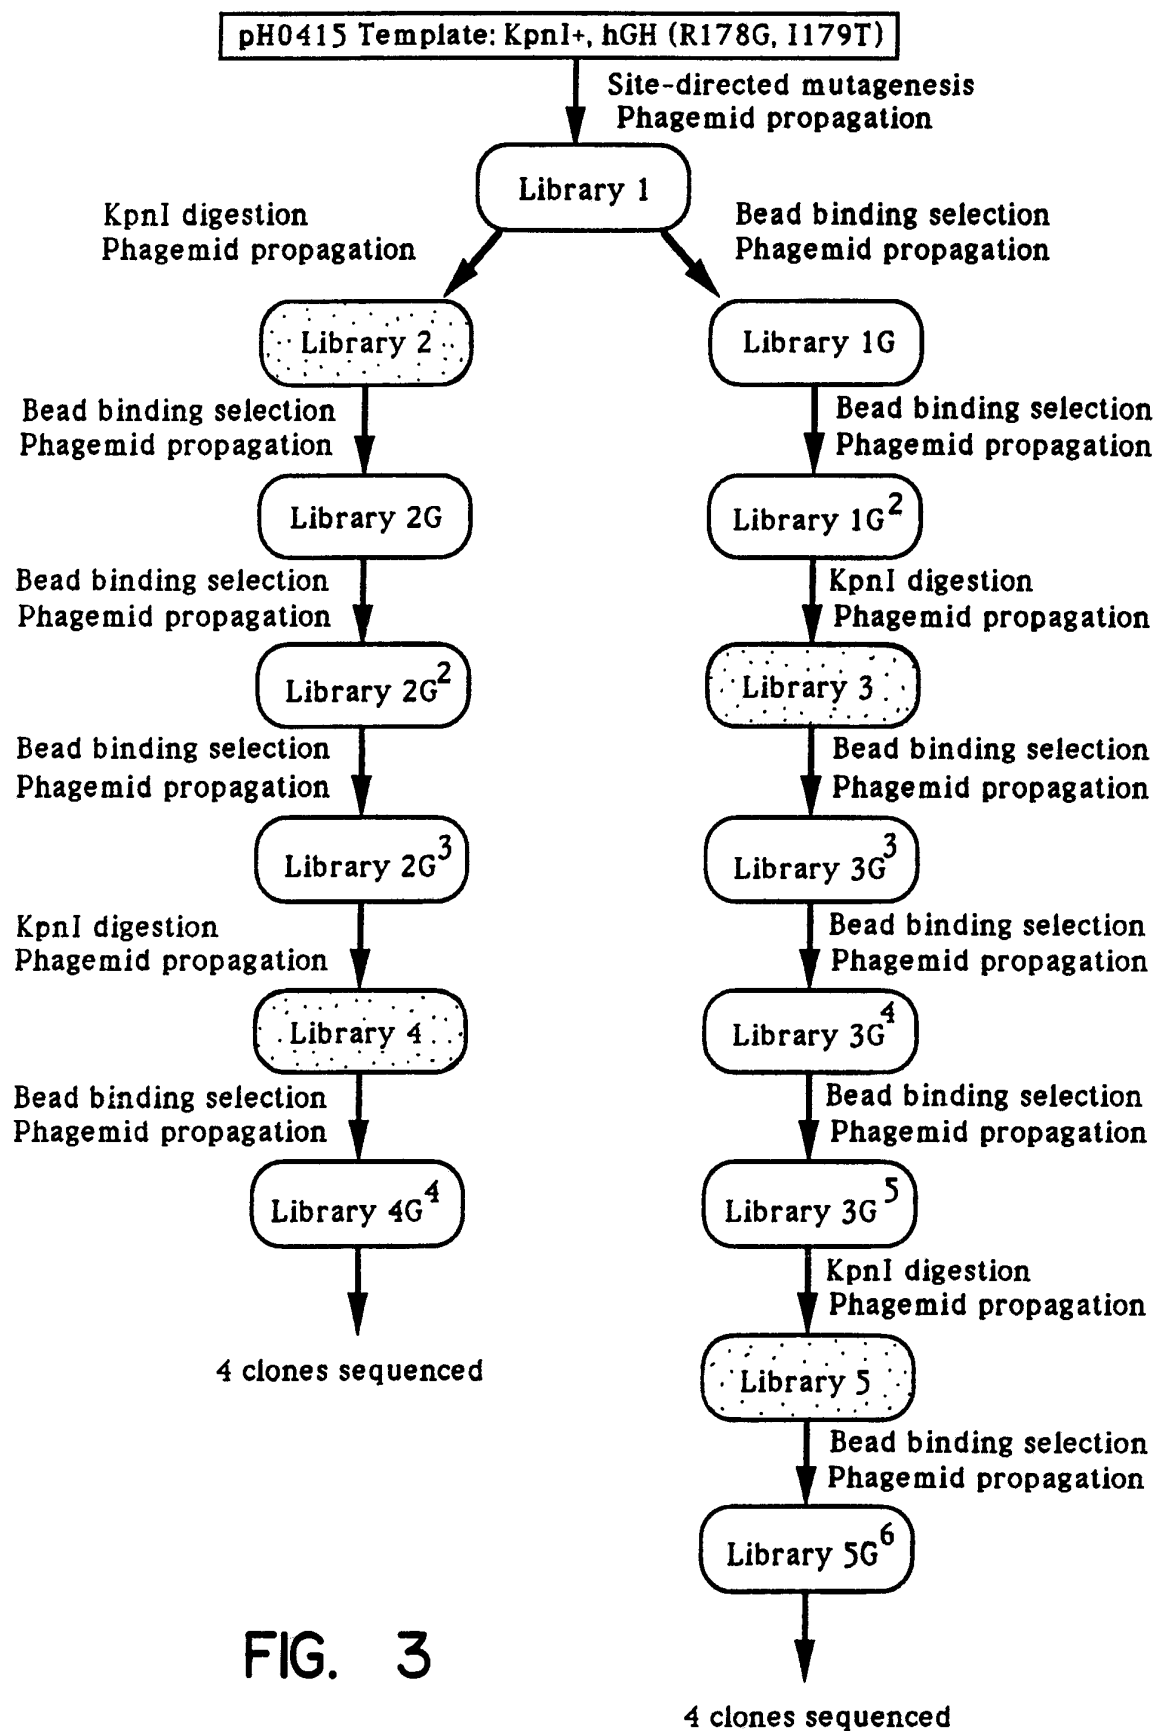 pH0415 Template: KpnI+, hGH (R178G, I179T)
Site-directed mutagenesis
Phagemid propagation
Library 1
KpnI digestion
Phagemid propagation
Bead binding selection
Phagemid propagation
Library 2
Library 1G
Bead binding selection
Phagemid propagation
Bead binding selection
Phagemid propagation
Library 2G
Library 1G²
Bead binding selection
Phagemid propagation
KpnI digestion
Phagemid propagation
Library 2G²
Library 3
Bead binding selection
Phagemid propagation
Bead binding selection
Phagemid propagation
Library 2G³
Library 3G³
KpnI digestion
Phagemid propagation
Bead binding selection
Phagemid propagation
Library 4
Library 3G⁴
Bead binding selection
Phagemid propagation
Bead binding selection
Phagemid propagation
Library 4G⁴
Library 3G⁵
KpnI digestion
Phagemid propagation
4 clones sequenced
Library 5
Bead binding selection
Phagemid propagation
Library 5G⁶
FIG. 3
4 clones sequenced